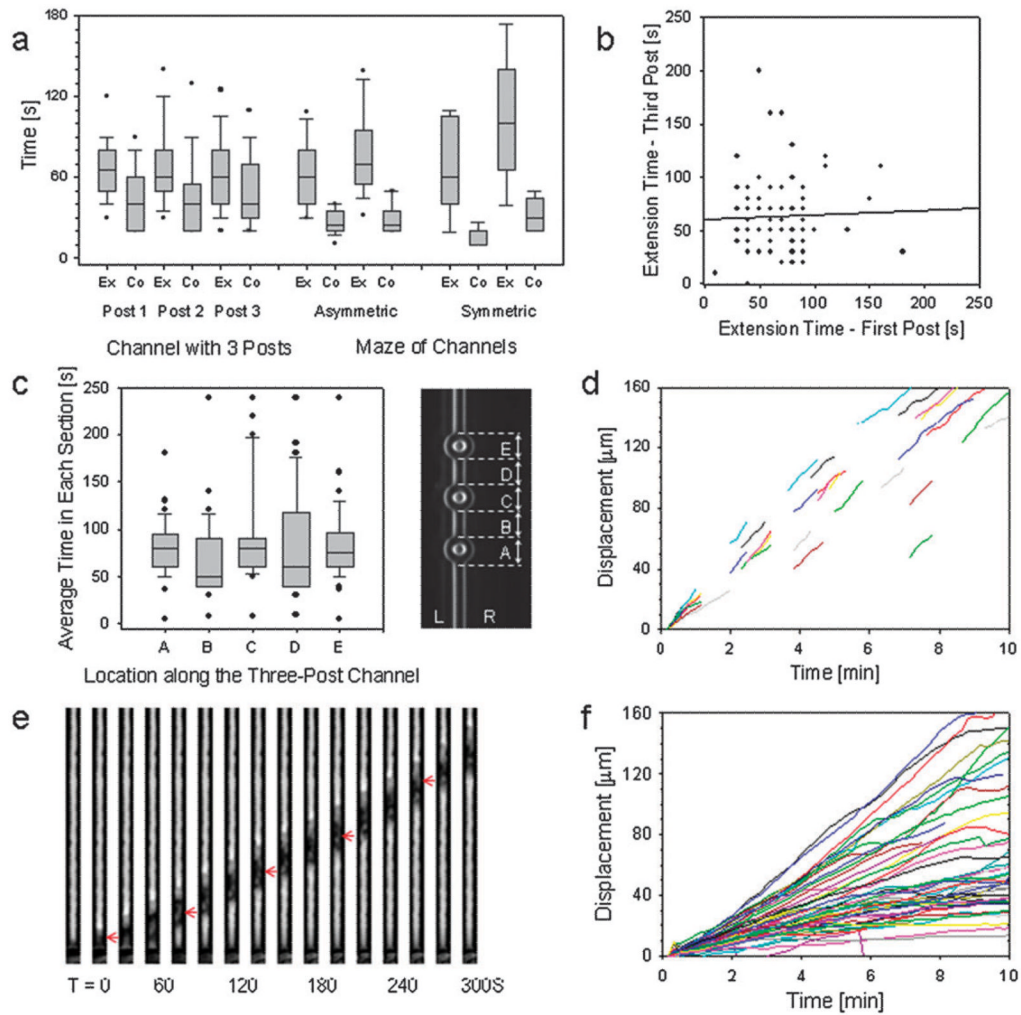 a
Time [s]
180
120
60
0
Ex Co Ex Co Ex Co Ex Co Ex Co Ex Co Ex Co
Post 1 Post 2 Post 3 Asymmetric Symmetric
Channel with 3 Posts Maze of Channels
b
Extension Time - Third Post [s]
250
200
150
100
50
0
0 50 100 150 200 250
Extension Time - First Post [s]
c
Average Time in Each Section [s]
250
200
150
100
50
0
A B C D E
Location along the Three-Post Channel
E
D
C
B
A
L R
d
Displacement [µm]
160
120
80
40
0
0 2 4 6 8 10
Time [min]
e
T = 0 60 120 180 240 300S
f
Displacement [µm]
160
120
80
40
0
0 2 4 6 8 10
Time [min]